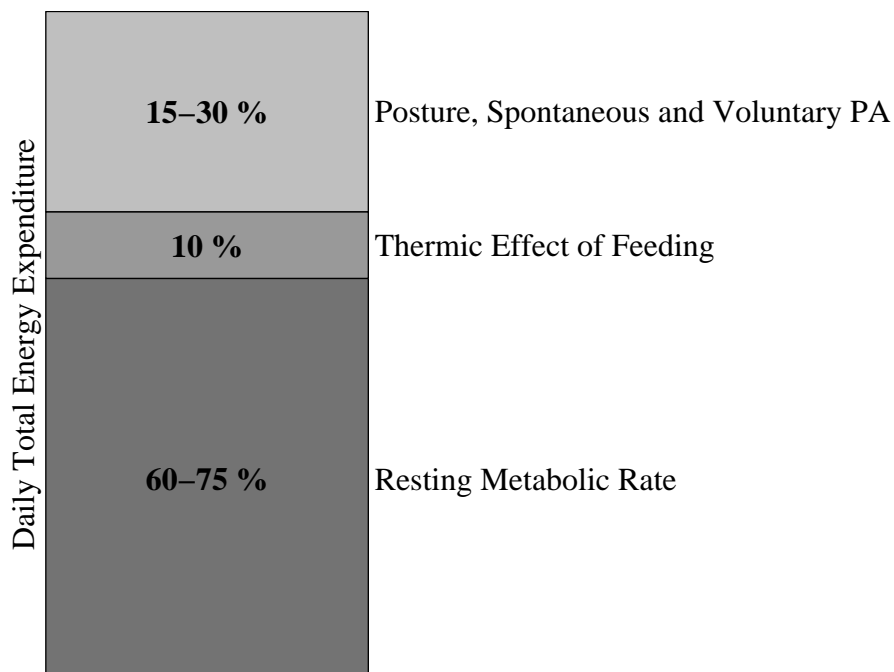 Daily Total Energy Expenditure
15–30 %
Posture, Spontaneous and Voluntary PA
10 %
Thermic Effect of Feeding
60–75 %
Resting Metabolic Rate